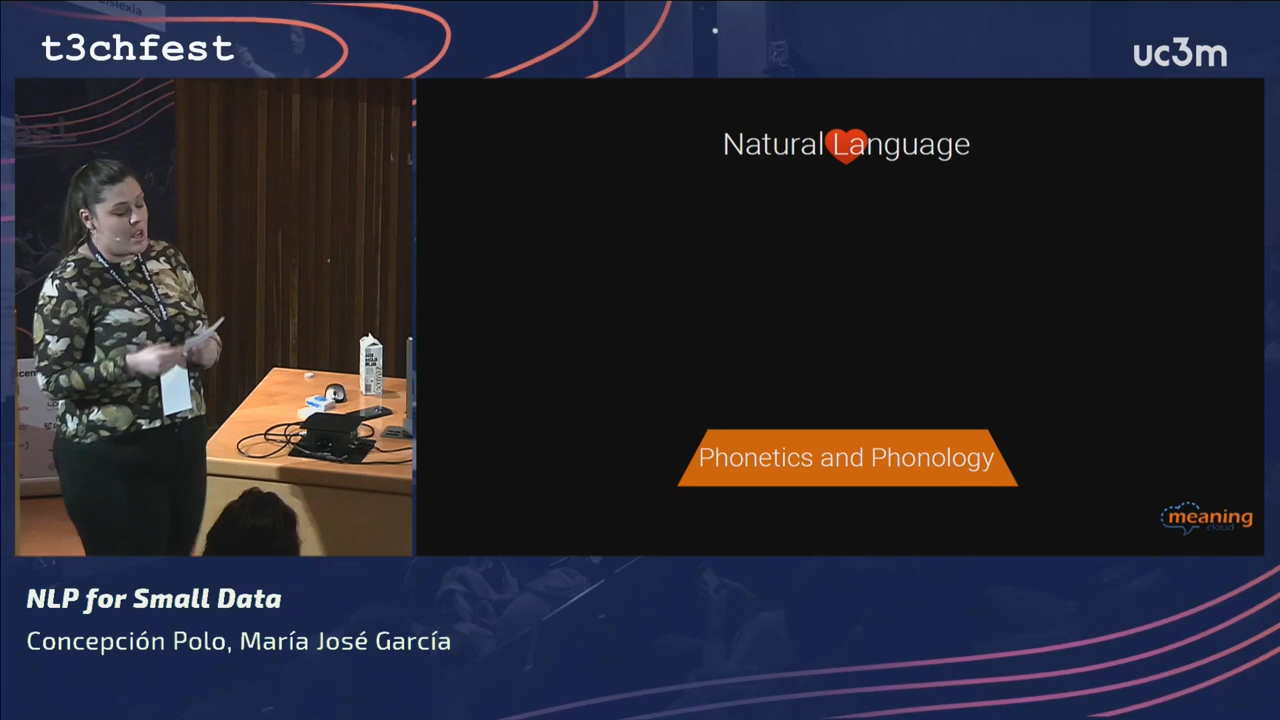 t3chfest
uc3m
Natural Language
Phonetics and Phonology
meaning
cloud
NLP for Small Data
Concepción Polo, María José García